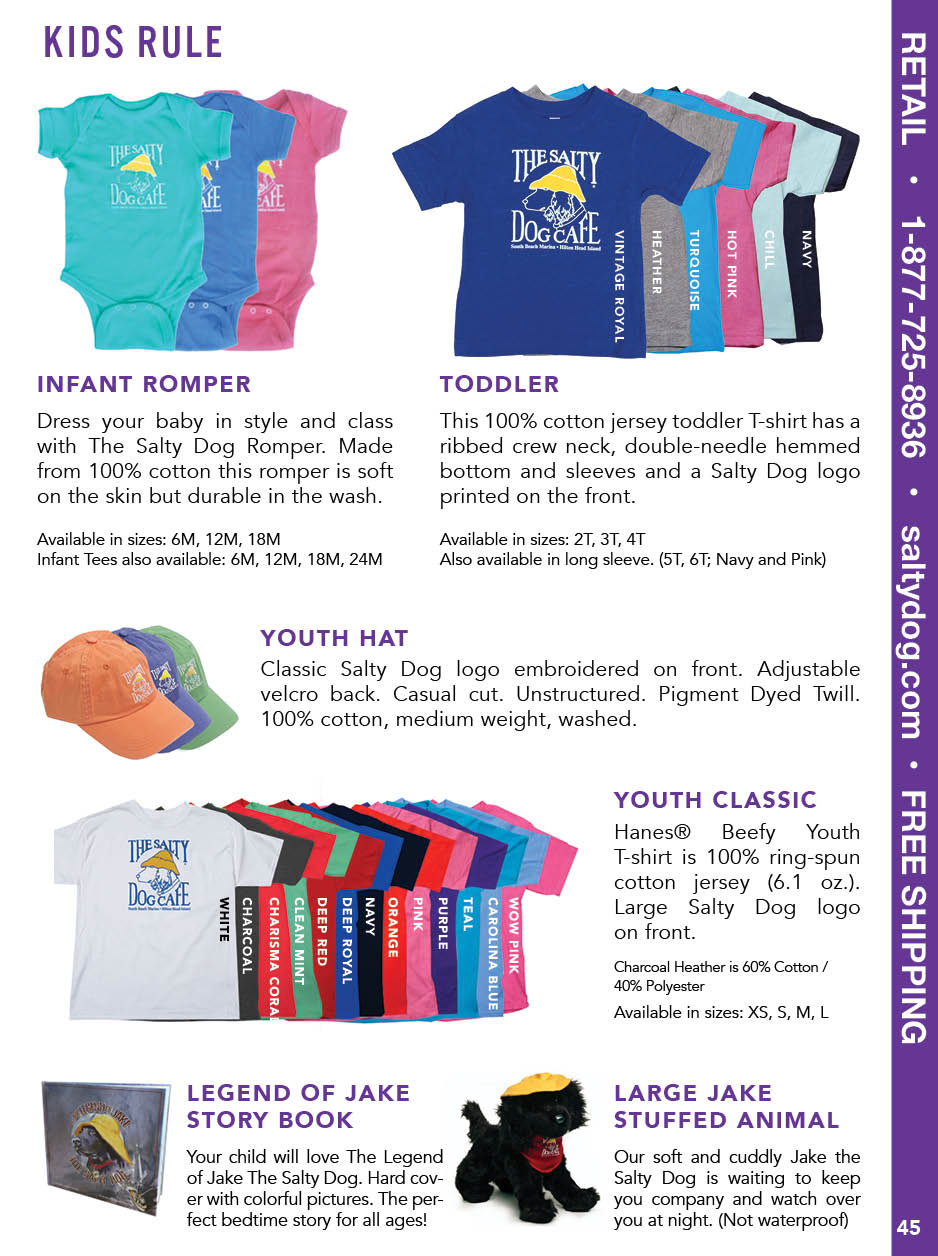 KIDS RULE
THE SALTY
DOG CAFE
THE SALTY
DOG CAFE
South Beach Marina • Hilton Head Island
VINTAGE ROYAL
HEATHER
TURQUOISE
HOT PINK
CHILL
NAVY
INFANT ROMPER
Dress your baby in style and class
with The Salty Dog Romper. Made
from 100% cotton this romper is soft
on the skin but durable in the wash.
Available in sizes: 6M, 12M, 18M
Infant Tees also available: 6M, 12M, 18M, 24M
TODDLER
This 100% cotton jersey toddler T-shirt has a
ribbed crew neck, double-needle hemmed
bottom and sleeves and a Salty Dog logo
printed on the front.
Available in sizes: 2T, 3T, 4T
Also available in long sleeve. (5T, 6T; Navy and Pink)
YOUTH HAT
Classic Salty Dog logo embroidered on front. Adjustable
velcro back. Casual cut. Unstructured. Pigment Dyed Twill.
100% cotton, medium weight, washed.
THE SALTY
DOG CAFE
South Beach Marina • Hilton Head Island
WHITE
CHARCOAL
CHARISMA CORA
CLEAN MINT
DEEP RED
DEEP ROYAL
NAVY
ORANGE
PINK
PURPLE
TEAL
CAROLINA BLUE
WOW PINK
YOUTH CLASSIC
Hanes® Beefy Youth
T-shirt is 100% ring-spun
cotton jersey (6.1 oz.).
Large Salty Dog logo
on front.
Charcoal Heather is 60% Cotton /
40% Polyester
Available in sizes: XS, S, M, L
LEGEND OF JAKE
STORY BOOK
Your child will love The Legend
of Jake The Salty Dog. Hard cov-
er with colorful pictures. The per-
fect bedtime story for all ages!
LARGE JAKE
STUFFED ANIMAL
Our soft and cuddly Jake the
Salty Dog is waiting to keep
you company and watch over
you at night. (Not waterproof)
RETAIL • 1-877-725-8936 • saltydog.com • FREE SHIPPING
45